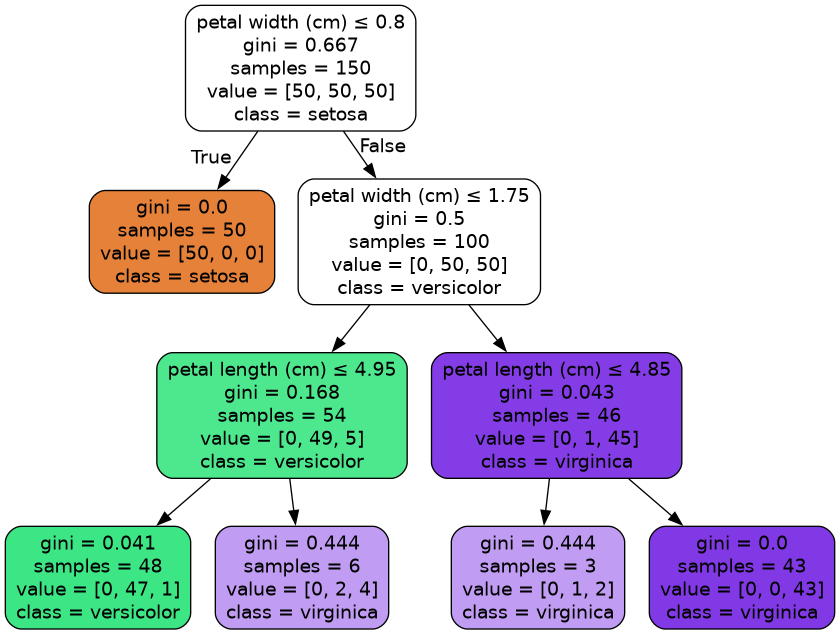 petal width (cm) ≤ 0.8
gini = 0.667
samples = 150
value = [50, 50, 50]
class = setosa
True
False
gini = 0.0
samples = 50
value = [50, 0, 0]
class = setosa
petal width (cm) ≤ 1.75
gini = 0.5
samples = 100
value = [0, 50, 50]
class = versicolor
petal length (cm) ≤ 4.95
gini = 0.168
samples = 54
value = [0, 49, 5]
class = versicolor
petal length (cm) ≤ 4.85
gini = 0.043
samples = 46
value = [0, 1, 45]
class = virginica
gini = 0.041
samples = 48
value = [0, 47, 1]
class = versicolor
gini = 0.444
samples = 6
value = [0, 2, 4]
class = virginica
gini = 0.444
samples = 3
value = [0, 1, 2]
class = virginica
gini = 0.0
samples = 43
value = [0, 0, 43]
class = virginica